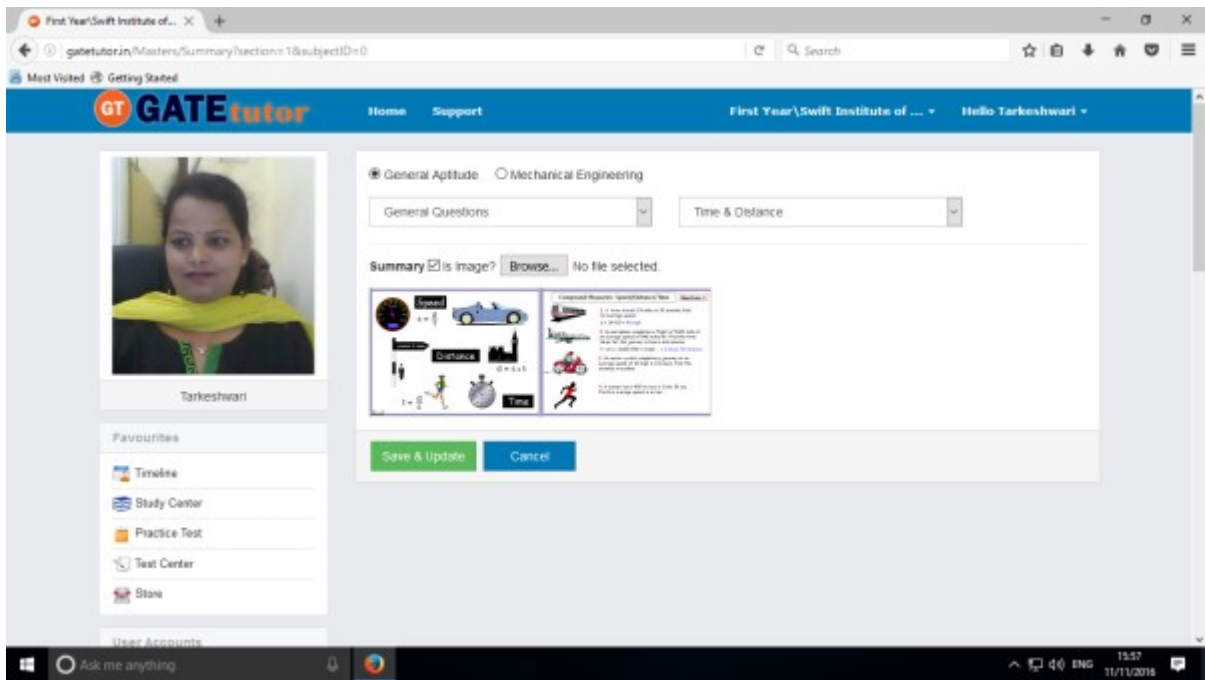 First Year\Swift Institute of...
gatetutor.in/Masters/Summary?section=1&subjectID=0
Search
Most Visited Getting Started
GT GATEtutor Home Support First Year\Swift Institute of .... Hello Tarkeshwari
General Aptitude Mechanical Engineering
General Questions Time & Distance
Summary Is Image? Browse... No file selected.
Speed
Distance
Time
Save & Update Cancel
Tarkeshwari
Favourites
Timeline
Study Center
Practice Test
Test Center
Store
User Accounts
Ask me anything
ENG 15:57
11/11/2016